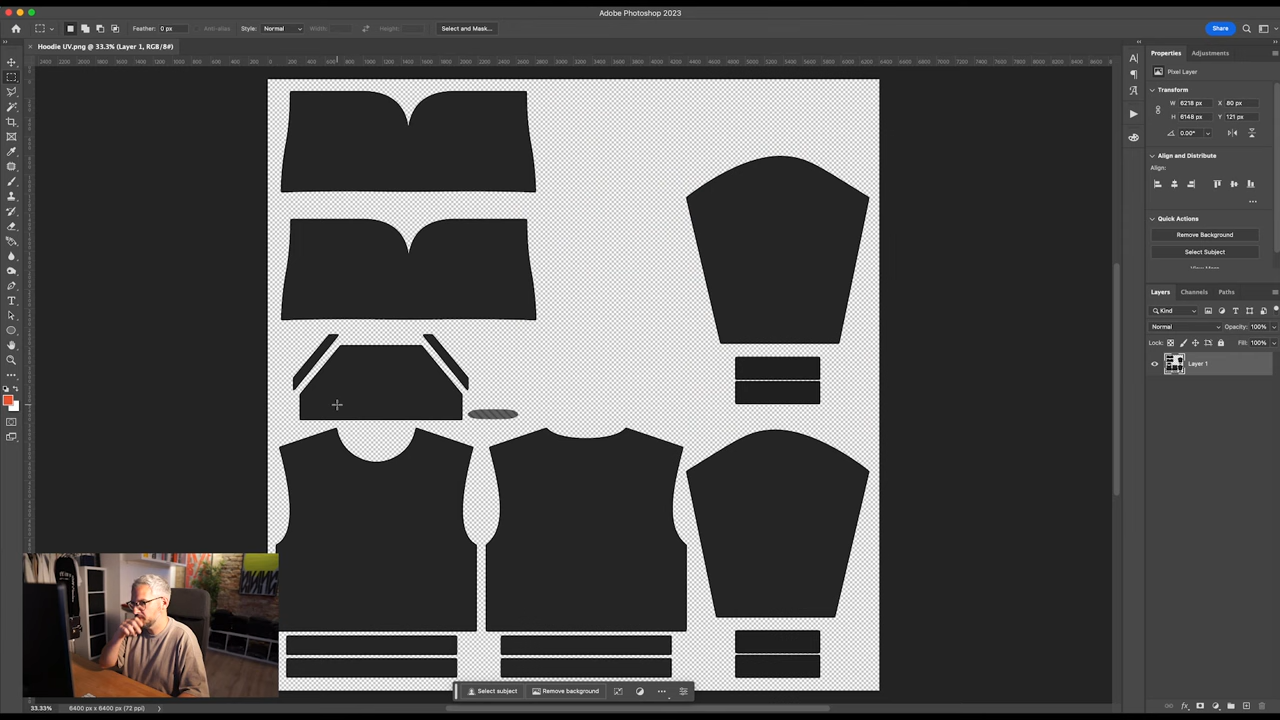 Adobe Photoshop 2023
Feather: 0 px
Anti-alias
Style: Normal
Width:
Height:
Select and Mask...
Share
Hoodie UV.png @ 33.3% (Layer 1, RGB/8#)
Properties
Adjustments
Pixel Layer
Transform
W 6218 px
X 80 px
H 6148 px
Y 121 px
0.00°
Align and Distribute
Align:
Quick Actions
Remove Background
Select Subject
View More
Layers
Channels
Paths
Kind
Normal
Opacity: 100%
Lock:
Fill: 100%
Layer 1
Select subject
Remove background
33.33%
6400 px x 6400 px (72 ppi)